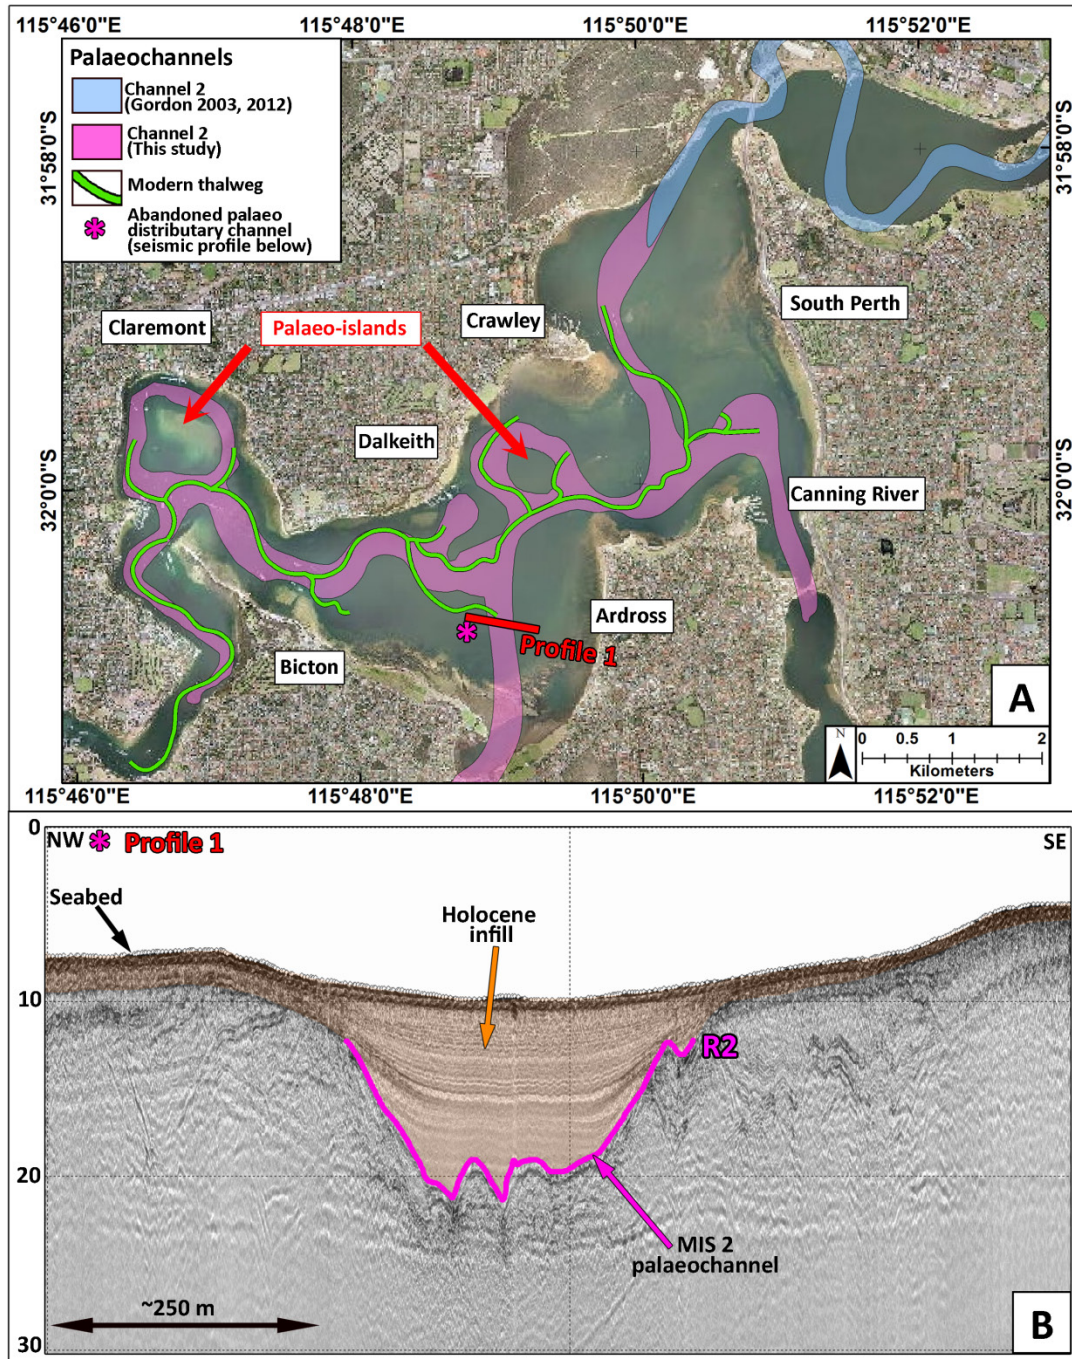 115°46'0"E
115°48'0"E
115°50'0"E
115°52'0"E
Palaeochannels
Channel 2
(Gordon 2003, 2012)
Channel 2
(This study)
Modern thalweg
Abandoned palaeo
distributary channel
(seismic profile below)
31°58'0"S
31°58'0"S
South Perth
Claremont
Palaeo-islands
Crawley
Dalkeith
32°0'0"S
Canning River
32°0'0"S
Ardross
Profile 1
Bicton
A
N
0 0.5 1 2
Kilometers
115°46'0"E
115°48'0"E
115°50'0"E
115°52'0"E
0
NW
Profile 1
SE
Seabed
Holocene
infill
10
R2
20
MIS 2
palaeochannel
~250 m
30
B